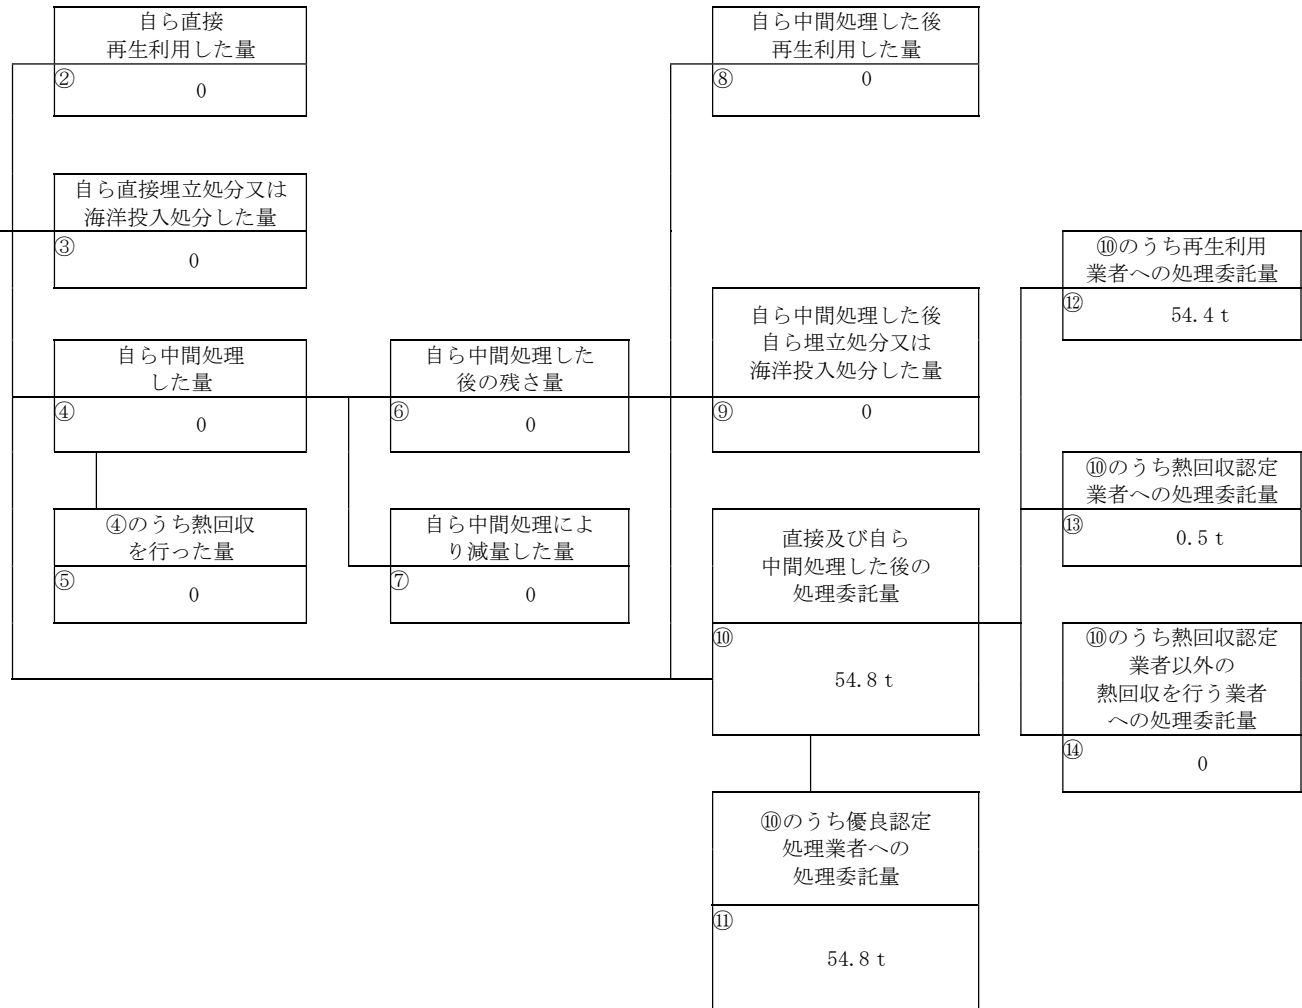 自ら直接
再生利用した量
②
0
自ら直接埋立処分又は
海洋投入処分した量
③
0
自ら中間処理
した量
④
0
④のうち熱回収
を行った量
⑤
0
自ら中間処理した
後の残さ量
⑥
0
自ら中間処理によ
り減量した量
⑦
0
自ら中間処理した後
再生利用した量
⑧
0
自ら中間処理した後
自ら埋立処分又は
海洋投入処分した量
⑨
0
直接及び自ら
中間処理した後の
処理委託量
⑩
54.8 t
⑩のうち優良認定
処理業者への
処理委託量
⑪
54.8 t
⑩のうち再生利用
業者への処理委託量
⑫
54.4 t
⑩のうち熱回収認定
業者への処理委託量
⑬
0.5 t
⑩のうち熱回収認定
業者以外の
熱回収を行う業者
への処理委託量
⑭
0